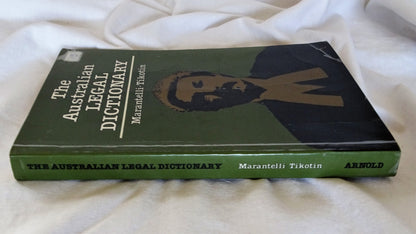 The
Australian
LEGAL
DICTIONARY
Marantelli·Tikotin
THE AUSTRALIAN LEGAL DICTIONARY Marantelli Tikotin ARNOLD